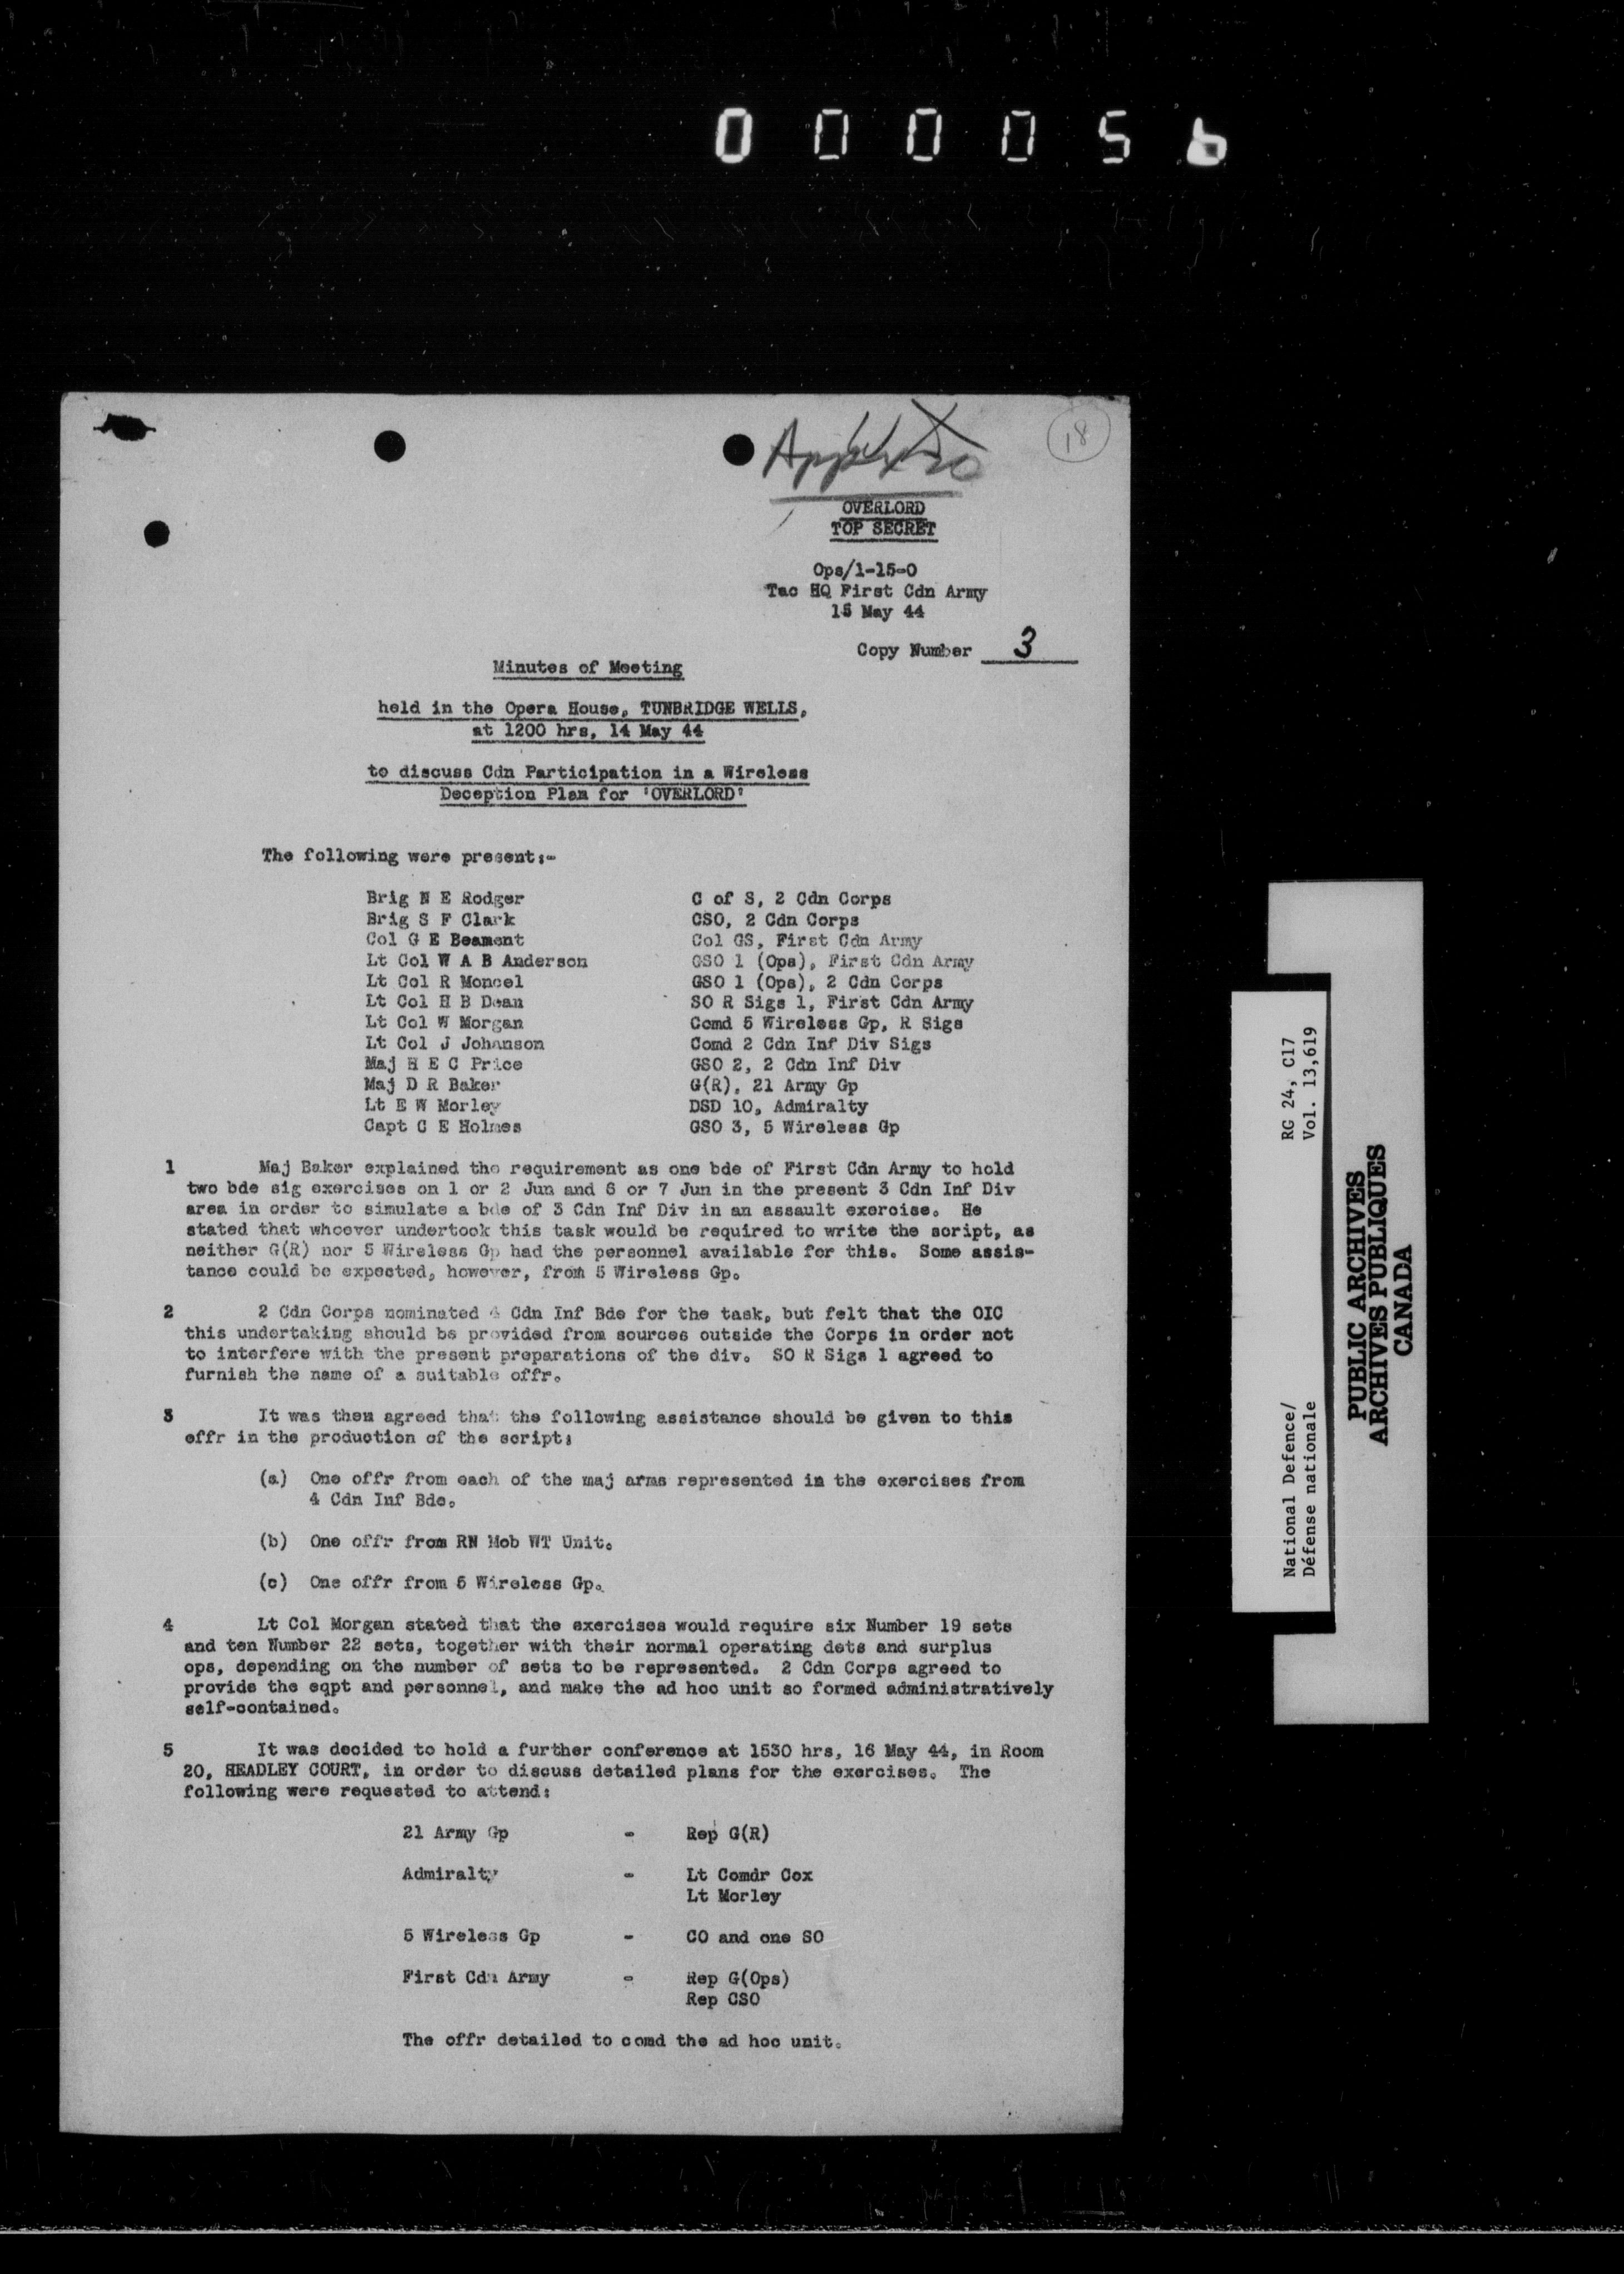 000056
18
OVERLORD
TOP SECRET
Ops/1-15-0
Tac HQ First Cdn Army
15 May 44
Copy Number 3
Minutes of Meeting
held in the Opera House, TUNBRIDGE WELLS,
at 1200 hrs, 14 May 44
to discuss Cdn Participation in a Wireless
Deception Plan for 'OVERLORD'
The following were present:-
Brig N E Rodger C of S, 2 Cdn Corps
Brig S F Clark CSO, 2 Cdn Corps
Col G E Beament Col GS, First Cdn Army
Lt Col W A B Anderson GSO 1 (Ops), First Cdn Army
Lt Col R Moncel GSO 1 (Ops), 2 Cdn Corps
Lt Col H B Dean SO R Sigs 1, First Cdn Army
Lt Col W Morgan Comd 5 Wireless Gp, R Sigs
Lt Col J Johanson Comd 2 Cdn Inf Div Sigs
Maj H E C Price GSO 2, 2 Cdn Inf Div
Maj D R Baker G(R), 21 Army Gp
Lt E W Morley DSD 10, Admiralty
Capt C E Holmes GSO 3, 5 Wireless Gp
1 Maj Baker explained the requirement as one bde of First Cdn Army to hold
two bde sig exercises on 1 or 2 Jun and 6 or 7 Jun in the present 3 Cdn Inf Div
area in order to simulate a bde of 3 Cdn Inf Div in an assault exercise. He
stated that whoever undertook this task would be required to write the script, as
neither G(R) nor 5 Wireless Gp had the personnel available for this. Some assis-
tance could be expected, however, from 5 Wireless Gp.
2 2 Cdn Corps nominated 4 Cdn Inf Bde for the task, but felt that the OIC
this undertaking should be provided from sources outside the Corps in order not
to interfere with the present preparations of the div. SO R Sigs 1 agreed to
furnish the name of a suitable offr.
3 It was then agreed that the following assistance should be given to this
offr in the production of the script:
(a) One offr from each of the maj arms represented in the exercises from
4 Cdn Inf Bde.
(b) One offr from RN Mob WT Unit.
(c) One offr from 5 Wireless Gp.
4 Lt Col Morgan stated that the exercises would require six Number 19 sets
and ten Number 22 sets, together with their normal operating dets and surplus
ops, depending on the number of sets to be represented. 2 Cdn Corps agreed to
provide the eqpt and personnel, and make the ad hoc unit so formed administratively
self-contained.
5 It was decided to hold a further conference at 1530 hrs, 16 May 44, in Room
20, HEADLEY COURT, in order to discuss detailed plans for the exercises. The
following were requested to attend:
21 Army Gp - Rep G(R)
Admiralty - Lt Comdr Cox
Lt Morley
5 Wireless Gp - CO and one SO
First Cdn Army - Rep G(Ops)
Rep CSO
The offr detailed to comd the ad hoc unit.
National Defence/ RG 24, C17
Défense nationale Vol. 13,619
PUBLIC ARCHIVES
ARCHIVES PUBLIQUES
CANADA